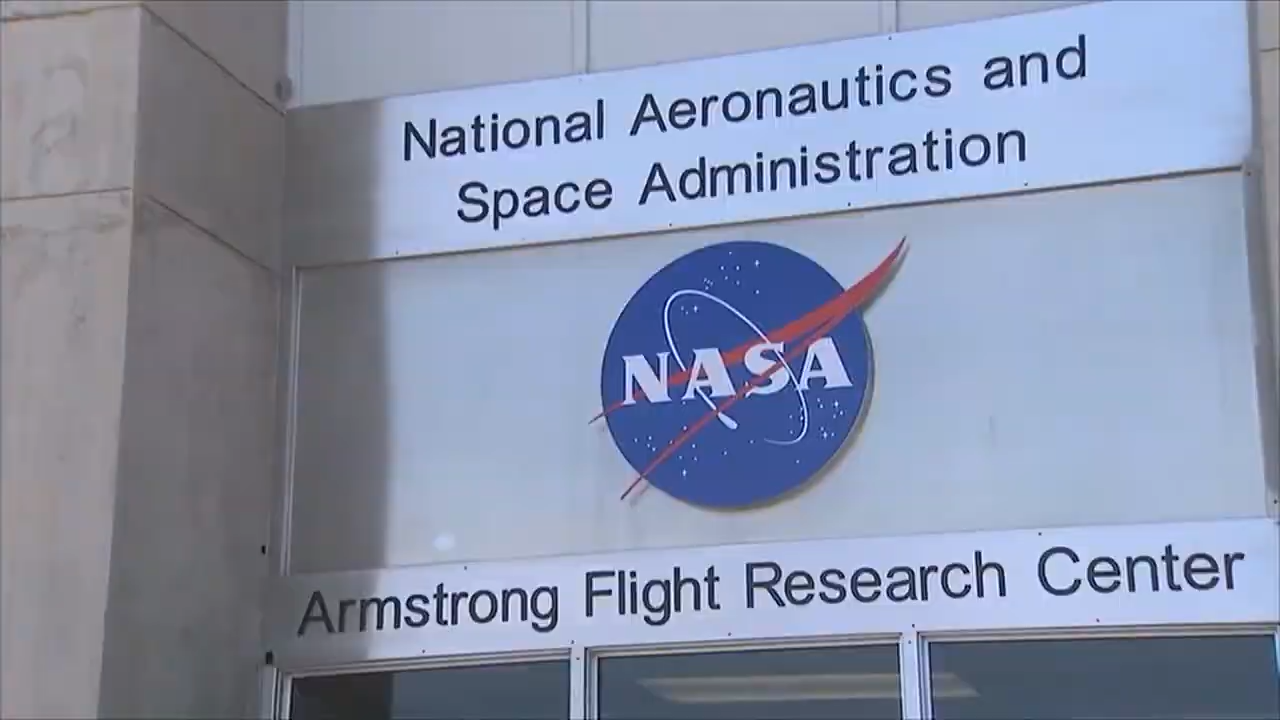 National Aeronautics and
Space Administration
NASA
Armstrong Flight Research Center